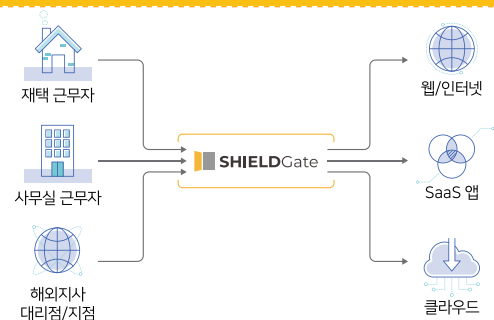 재택 근무자
사무실 근무자
해외지사
대리점/지점
SHIELDGate
웹/인터넷
SaaS 앱
클라우드